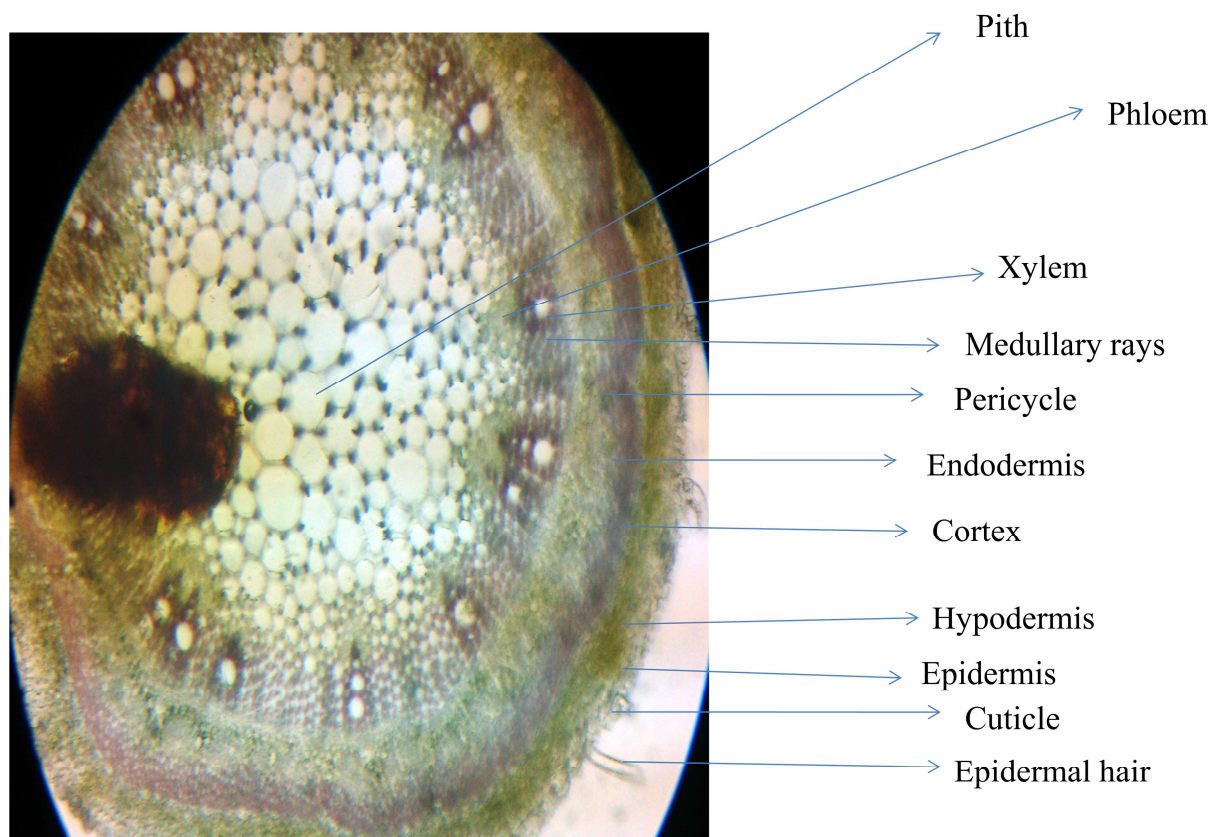 Pith
Phloem
Xylem
Medullary rays
Pericycle
Endodermis
Cortex
Hypodermis
Epidermis
Cuticle
Epidermal hair